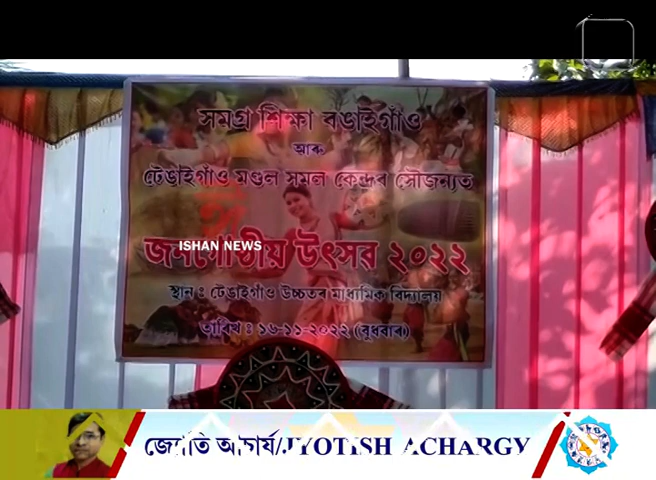 সমগ্ৰ শিক্ষা বঙাইগাঁও
আৰু
টেঙাইগাঁও মণ্ডল সমল কেন্দ্ৰৰ সৌজন্যত
জনগোষ্ঠীয় উৎসৱ ২০২২
ISHAN NEWS
স্থান : টেঙাইগাঁও উচ্চতৰ মাধ্যমিক বিদ্যালয়
তাৰিখ : ১৬-১১-২০২২ (বুধবাৰ)
জ্যোতি আচাৰ্য/JYOTISH ACHARGY